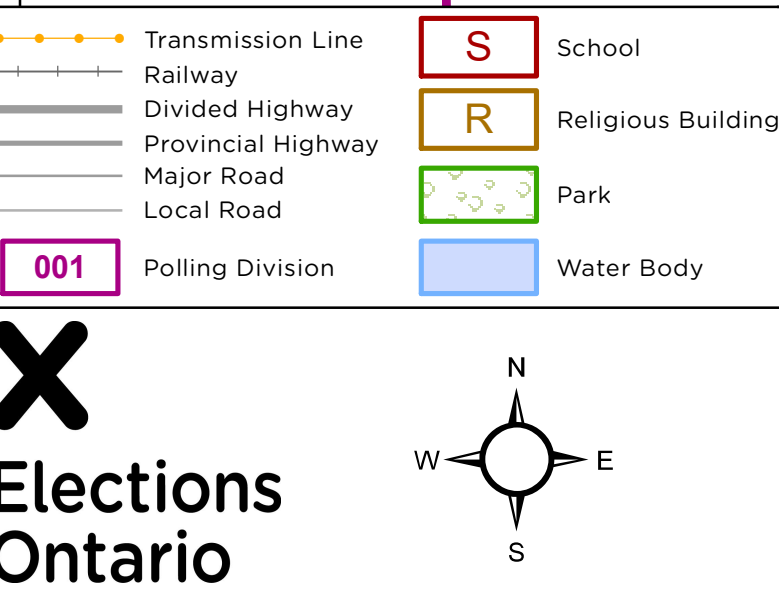 Transmission Line
Railway
Divided Highway
Provincial Highway
Major Road
Local Road
001 Polling Division
S School
R Religious Building
Park
Water Body
Elections
Ontario
N
W E
S